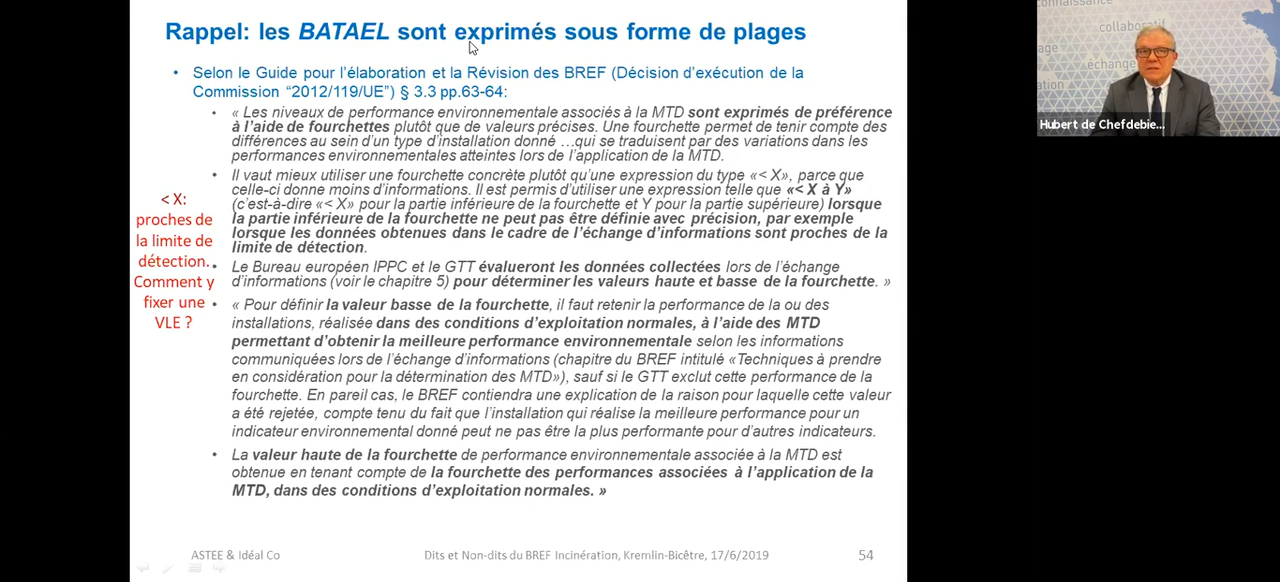 Rappel: les BATAEL sont exprimés sous forme de plages
• Selon le Guide pour l'élaboration et la Révision des BREF (Décision d'exécution de la
Commission "2012/119/UE") § 3.3 pp.63-64:
• « Les niveaux de performance environnementale associés à la MTD sont exprimés de préférence
à l'aide de fourchettes plutôt que de valeurs précises. Une fourchette permet de tenir compte des
différences au sein d'un type d'installation donné …qui se traduisent par des variations dans les
performances environnementales atteintes lors de l'application de la MTD.
• Il vaut mieux utiliser une fourchette concrète plutôt qu'une expression du type «< X», parce que
celle-ci donne moins d'informations. Il est permis d'utiliser une expression telle que «< X à Y»
(c'est-à-dire «< X» pour la partie inférieure de la fourchette et Y pour la partie supérieure) lorsque
la partie inférieure de la fourchette ne peut pas être définie avec précision, par exemple
lorsque les données obtenues dans le cadre de l'échange d'informations sont proches de la
limite de détection.
• Le Bureau européen IPPC et le GTT évalueront les données collectées lors de l'échange
d'informations (voir le chapitre 5) pour déterminer les valeurs haute et basse de la fourchette. »
• « Pour définir la valeur basse de la fourchette, il faut retenir la performance de la ou des
installations, réalisée dans des conditions d'exploitation normales, à l'aide des MTD
permettant d'obtenir la meilleure performance environnementale selon les informations
communiquées lors de l'échange d'informations (chapitre du BREF intitulé «Techniques à prendre
en considération pour la détermination des MTD»), sauf si le GTT exclut cette performance de la
fourchette. En pareil cas, le BREF contiendra une explication de la raison pour laquelle cette valeur
a été rejetée, compte tenu du fait que l'installation qui réalise la meilleure performance pour un
indicateur environnemental donné peut ne pas être la plus performante pour d'autres indicateurs.
• La valeur haute de la fourchette de performance environnementale associée à la MTD est
obtenue en tenant compte de la fourchette des performances associées à l'application de la
MTD, dans des conditions d'exploitation normales. »
< X:
proches de
la limite de
détection.
Comment y
fixer une
VLE ?
ASTEE & Idéal Co
Dits et Non-dits du BREF Incinération, Kremlin-Bicêtre, 17/6/2019
54
collaboratif
échange
Hubert de Chefdebie...